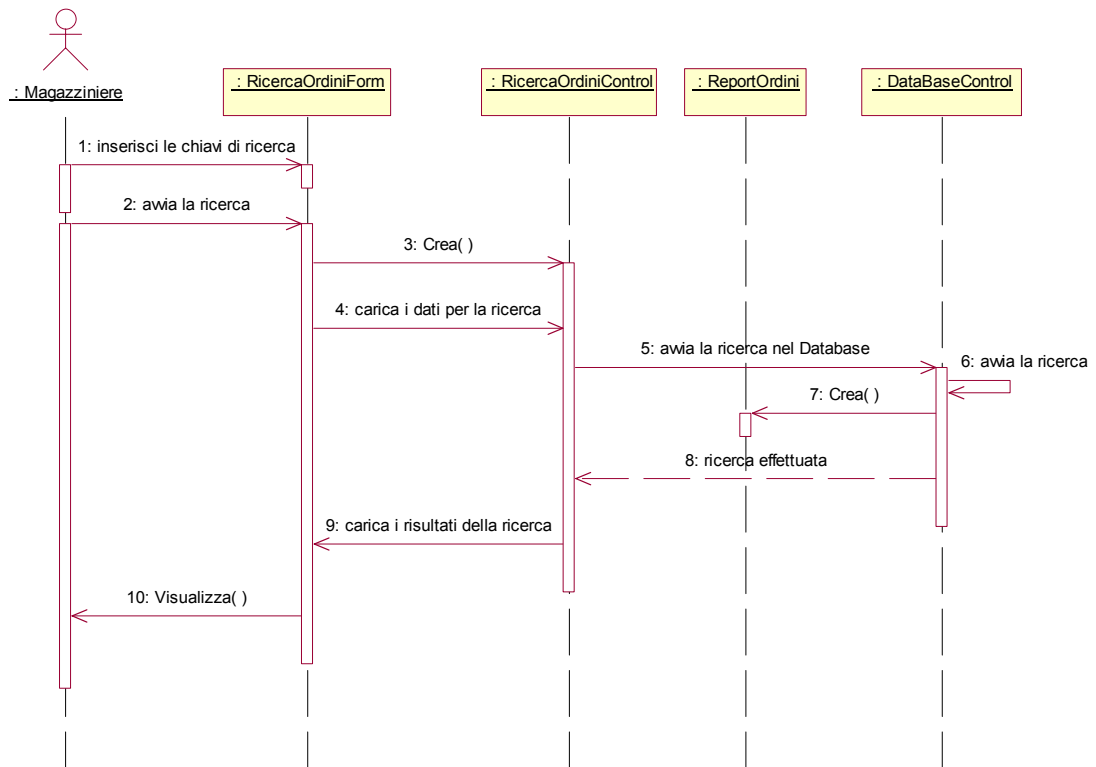 : Magazziniere
: RicercaOrdiniForm
: RicercaOrdiniControl
: ReportOrdini
: DataBaseControl
1: inserisci le chiavi di ricerca
2: avvia la ricerca
3: Crea( )
4: carica i dati per la ricerca
5: avvia la ricerca nel Database
6: avvia la ricerca
7: Crea( )
8: ricerca effettuata
9: carica i risultati della ricerca
10: Visualizza( )